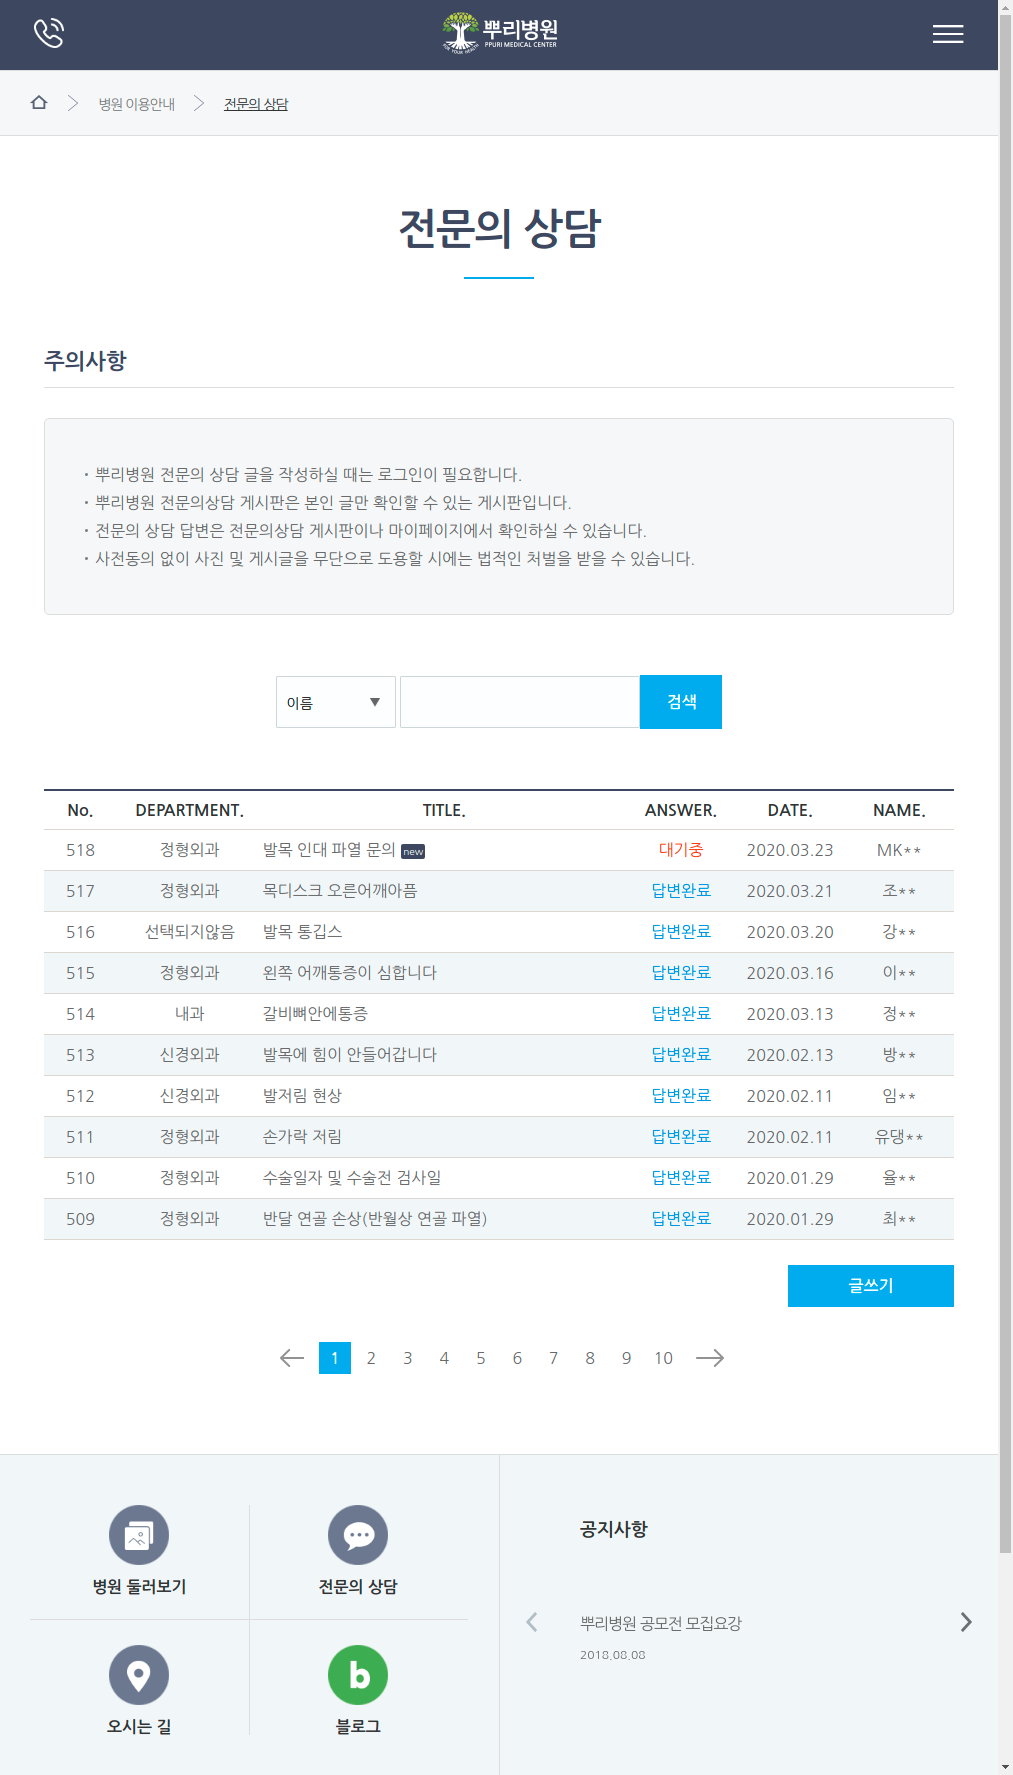 뿌리병원
PPURI MEDICAL CENTER
FOR YOUR HEALTH
병원 이용안내
전문의 상담
전문의 상담
주의사항
· 뿌리병원 전문의 상담 글을 작성하실 때는 로그인이 필요합니다.
· 뿌리병원 전문의상담 게시판은 본인 글만 확인할 수 있는 게시판입니다.
· 전문의 상담 답변은 전문의상담 게시판이나 마이페이지에서 확인하실 수 있습니다.
· 사전동의 없이 사진 및 게시글을 무단으로 도용할 시에는 법적인 처벌을 받을 수 있습니다.
이름 ▼ 검색
No. DEPARTMENT. TITLE. ANSWER. DATE. NAME.
518 정형외과 발목 인대 파열 문의 new 대기중 2020.03.23 MK**
517 정형외과 목디스크 오른어깨아픔 답변완료 2020.03.21 조**
516 선택되지않음 발목 통깁스 답변완료 2020.03.20 강**
515 정형외과 왼쪽 어깨통증이 심합니다 답변완료 2020.03.16 이**
514 내과 갈비뼈안에통증 답변완료 2020.03.13 정**
513 신경외과 발목에 힘이 안들어갑니다 답변완료 2020.02.13 방**
512 신경외과 발저림 현상 답변완료 2020.02.11 임**
511 정형외과 손가락 저림 답변완료 2020.02.11 유댕**
510 정형외과 수술일자 및 수술전 검사일 답변완료 2020.01.29 율**
509 정형외과 반달 연골 손상(반월상 연골 파열) 답변완료 2020.01.29 최**
글쓰기
1 2 3 4 5 6 7 8 9 10
병원 둘러보기
전문의 상담
오시는 길
b
블로그
공지사항
뿌리병원 공모전 모집요강
2018.08.08